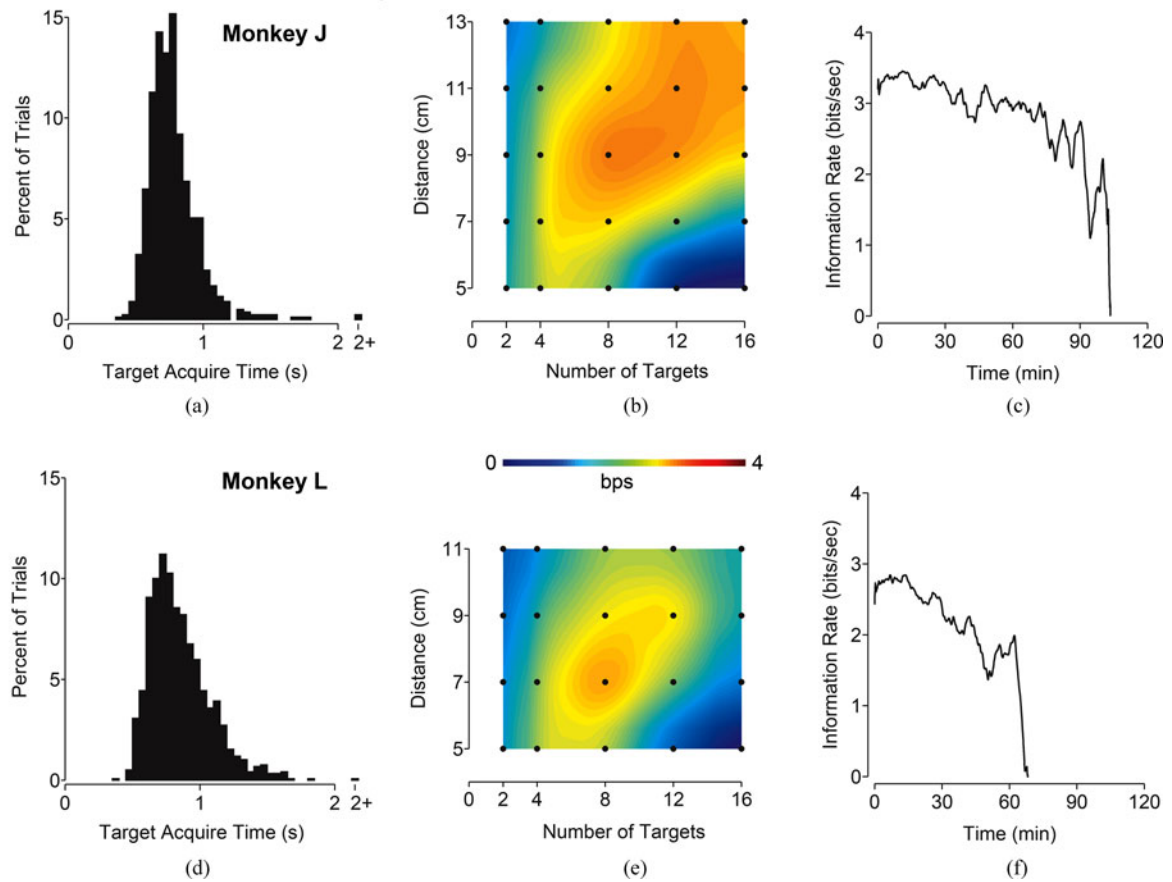 Monkey J
Percent of Trials
15
10
5
0
0 1 2 2+
Target Acquire Time (s)
(a)
Distance (cm)
13
11
9
7
5
0 2 4 8 12 16
Number of Targets
(b)
Information Rate (bits/sec)
4
3
2
1
0
0 30 60 90 120
Time (min)
(c)
Monkey L
Percent of Trials
15
10
5
0
0 1 2 2+
Target Acquire Time (s)
(d)
0 4
bps
Distance (cm)
11
9
7
5
0 2 4 8 12 16
Number of Targets
(e)
Information Rate (bits/sec)
4
3
2
1
0
0 30 60 90 120
Time (min)
(f)